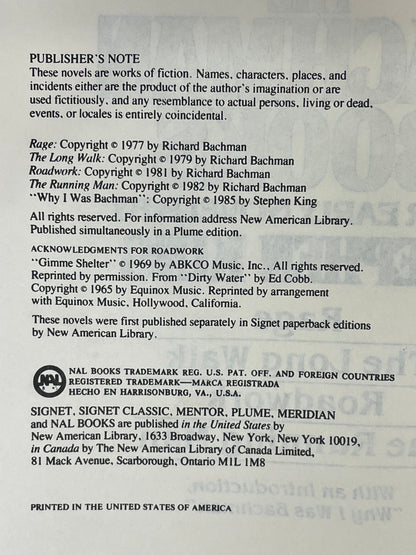 PUBLISHER'S NOTE
These novels are works of fiction. Names, characters, places, and
incidents either are the product of the author's imagination or are
used fictitiously, and any resemblance to actual persons, living or dead,
events, or locales is entirely coincidental.
Rage: Copyright © 1977 by Richard Bachman
The Long Walk: Copyright © 1979 by Richard Bachman
Roadwork: Copyright © 1981 by Richard Bachman
The Running Man: Copyright © 1982 by Richard Bachman
"Why I Was Bachman": Copyright © 1985 by Stephen King
All rights reserved. For information address New American Library.
Published simultaneously in a Plume edition.
ACKNOWLEDGMENTS FOR ROADWORK
"Gimme Shelter" © 1969 by ABKCO Music, Inc., All rights reserved.
Reprinted by permission. From "Dirty Water" by Ed Cobb.
Copyright © 1965 by Equinox Music. Reprinted by arrangement
with Equinox Music, Hollywood, California.
These novels were first published separately in Signet paperback editions
by New American Library.
NAL
NAL BOOKS TRADEMARK REG. U.S. PAT. OFF. AND FOREIGN COUNTRIES
REGISTERED TRADEMARK—MARCA REGISTRADA
HECHO EN HARRISONBURG, VA., U.S.A.
SIGNET, SIGNET CLASSIC, MENTOR, PLUME, MERIDIAN
and NAL BOOKS are published in the United States by
New American Library, 1633 Broadway, New York, New York 10019,
in Canada by The New American Library of Canada Limited,
81 Mack Avenue, Scarborough, Ontario M1L 1M8
PRINTED IN THE UNITED STATES OF AMERICA